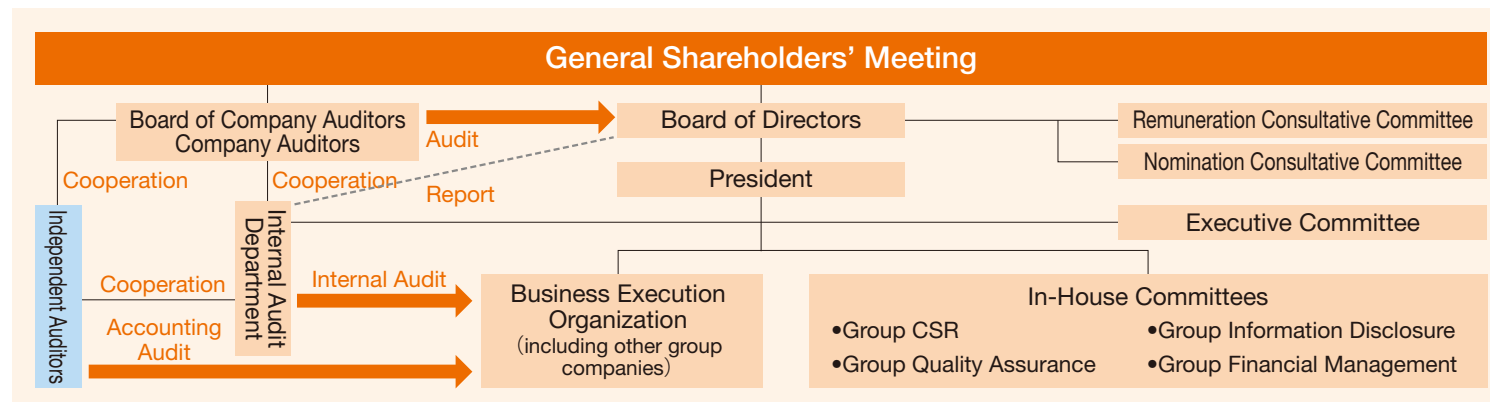 General Shareholders’ Meeting
Board of Company Auditors
Company Auditors
Audit
Board of Directors
Remuneration Consultative Committee
Nomination Consultative Committee
Cooperation
Cooperation
Report
President
Independent Auditors
Internal Audit
Department
Executive Committee
Cooperation
Internal Audit
Accounting
Audit
Business Execution
Organization
(including other group
companies)
In-House Committees
•Group CSR
•Group Information Disclosure
•Group Quality Assurance
•Group Financial Management